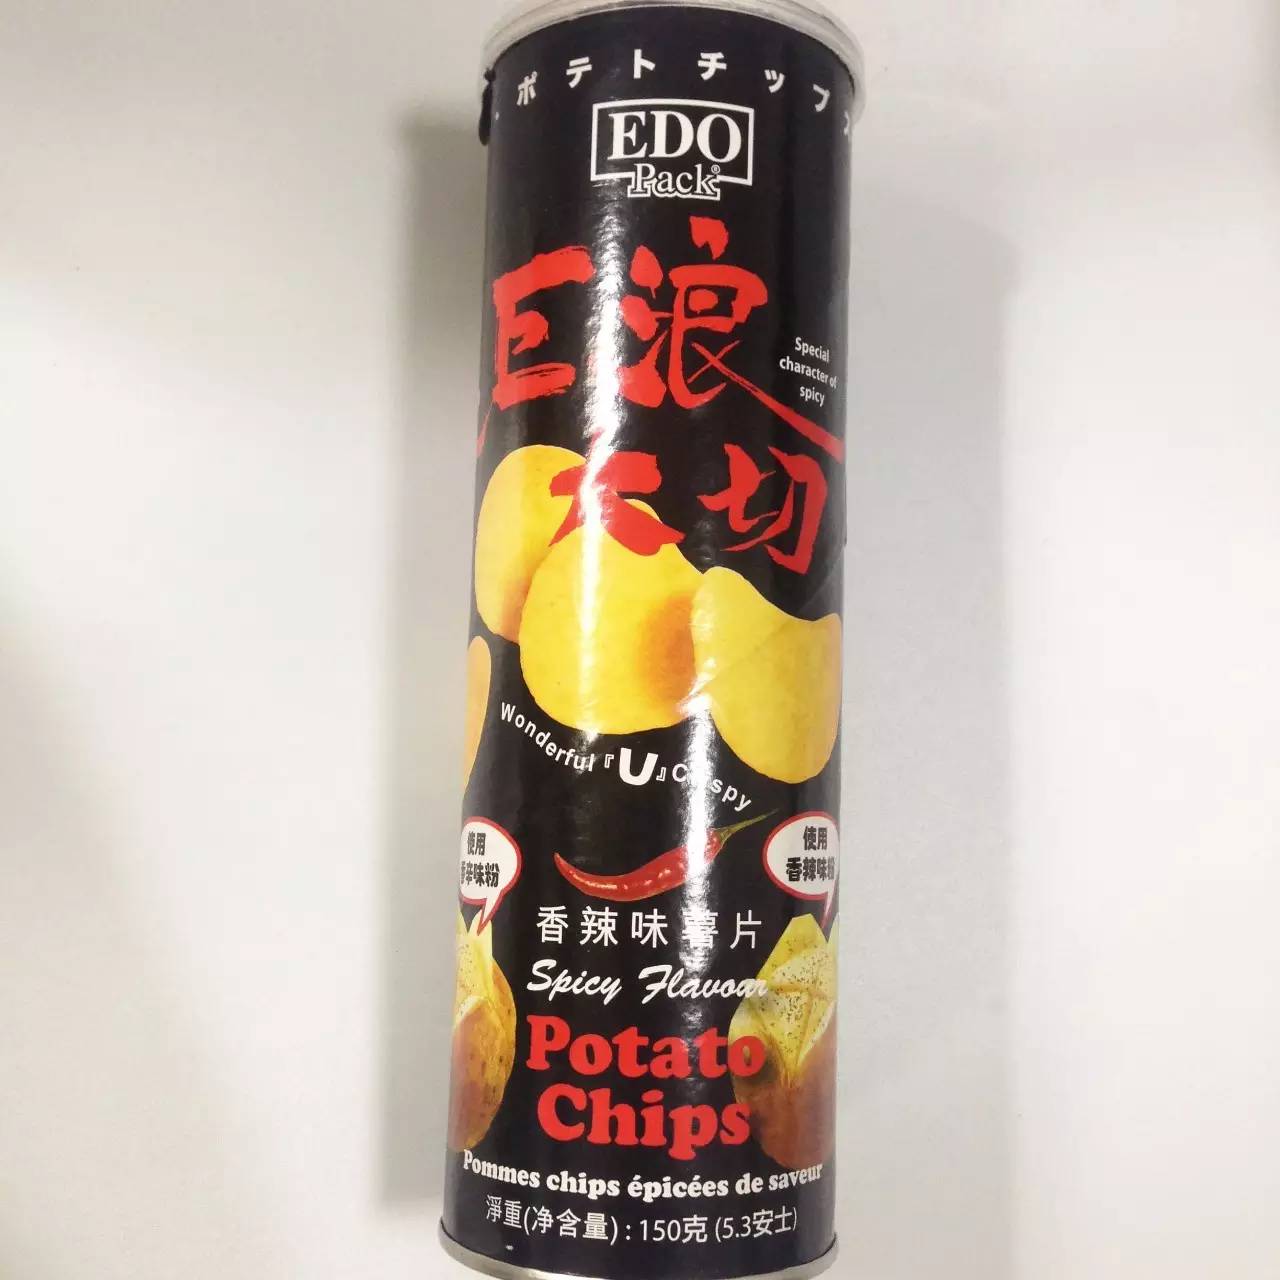 ポテトチップス
EDO
Pack®
巨浪
大切
Special
character of
spicy
Wonderful『U』Crispy
使用
香辛味粉
使用
香辣味粉
香辣味薯片
Spicy Flavour
Potato
Chips
Pommes chips épicées de saveur
淨重(净含量) : 150克 (5.3安士)